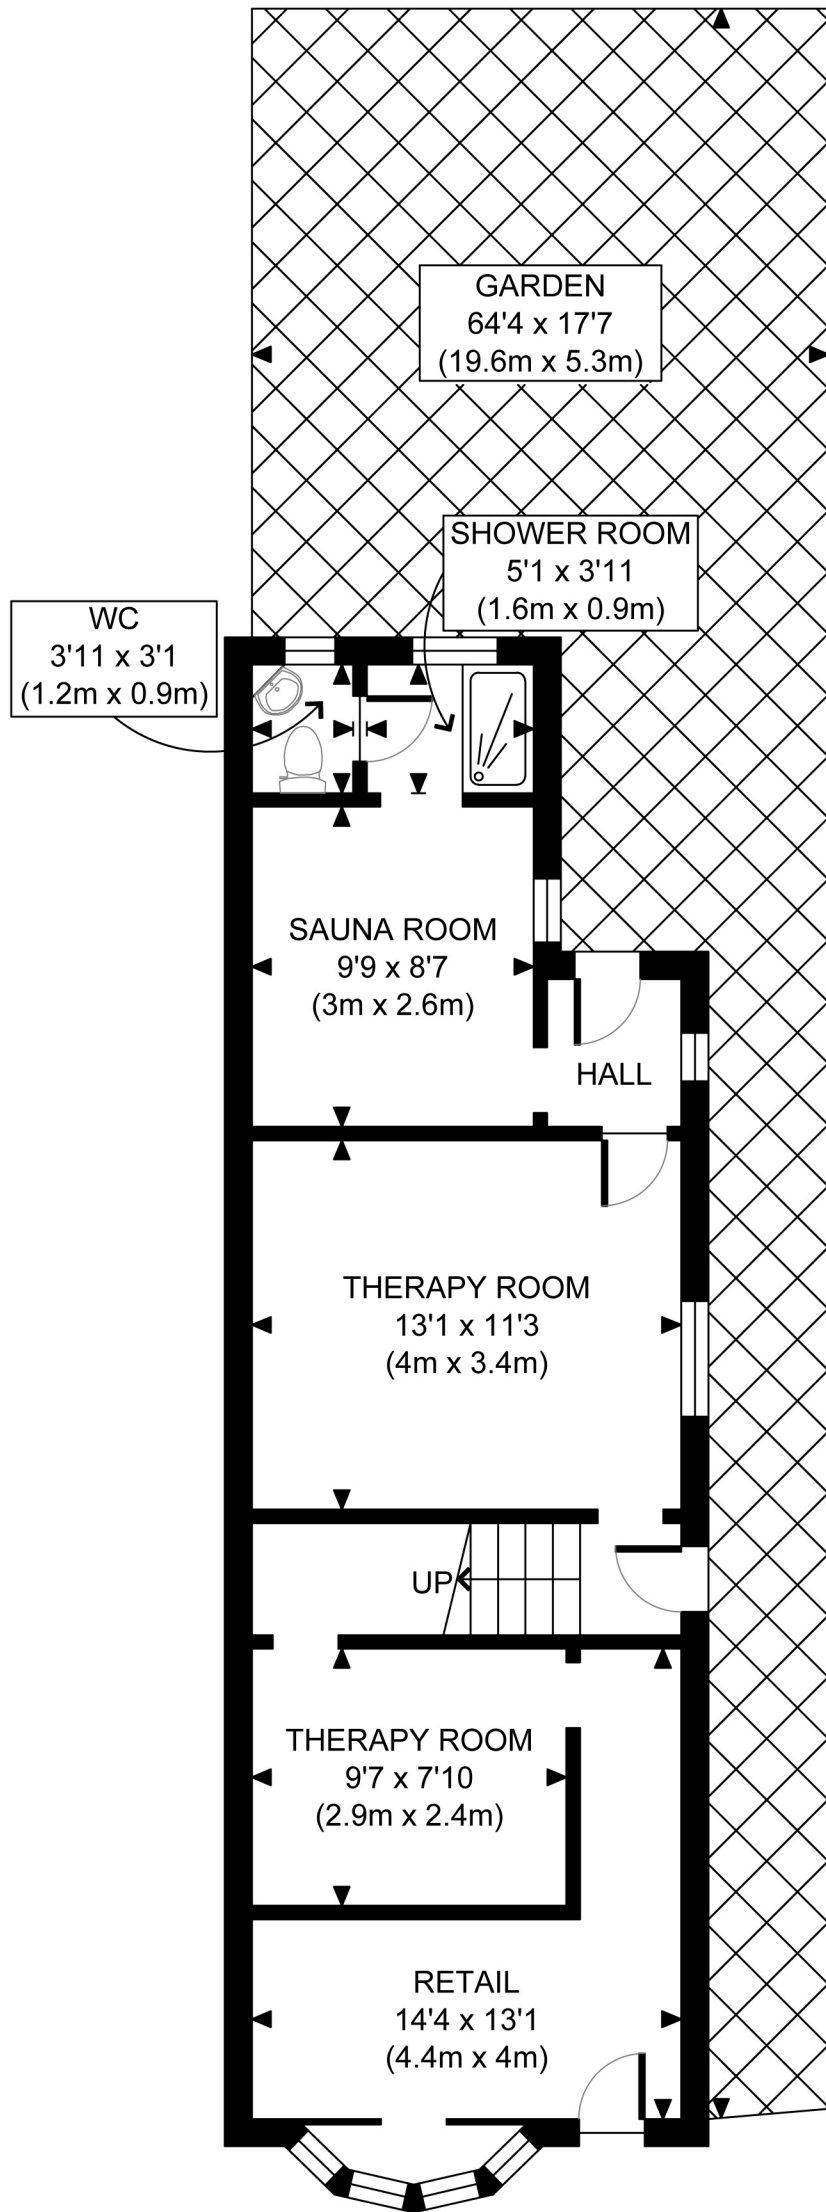 GARDEN
64'4 x 17'7
(19.6m x 5.3m)
SHOWER ROOM
5'1 x 3'11
(1.6m x 0.9m)
WC
3'11 x 3'1
(1.2m x 0.9m)
SAUNA ROOM
9'9 x 8'7
(3m x 2.6m)
HALL
THERAPY ROOM
13'1 x 11'3
(4m x 3.4m)
UP
THERAPY ROOM
9'7 x 7'10
(2.9m x 2.4m)
RETAIL
14'4 x 13'1
(4.4m x 4m)